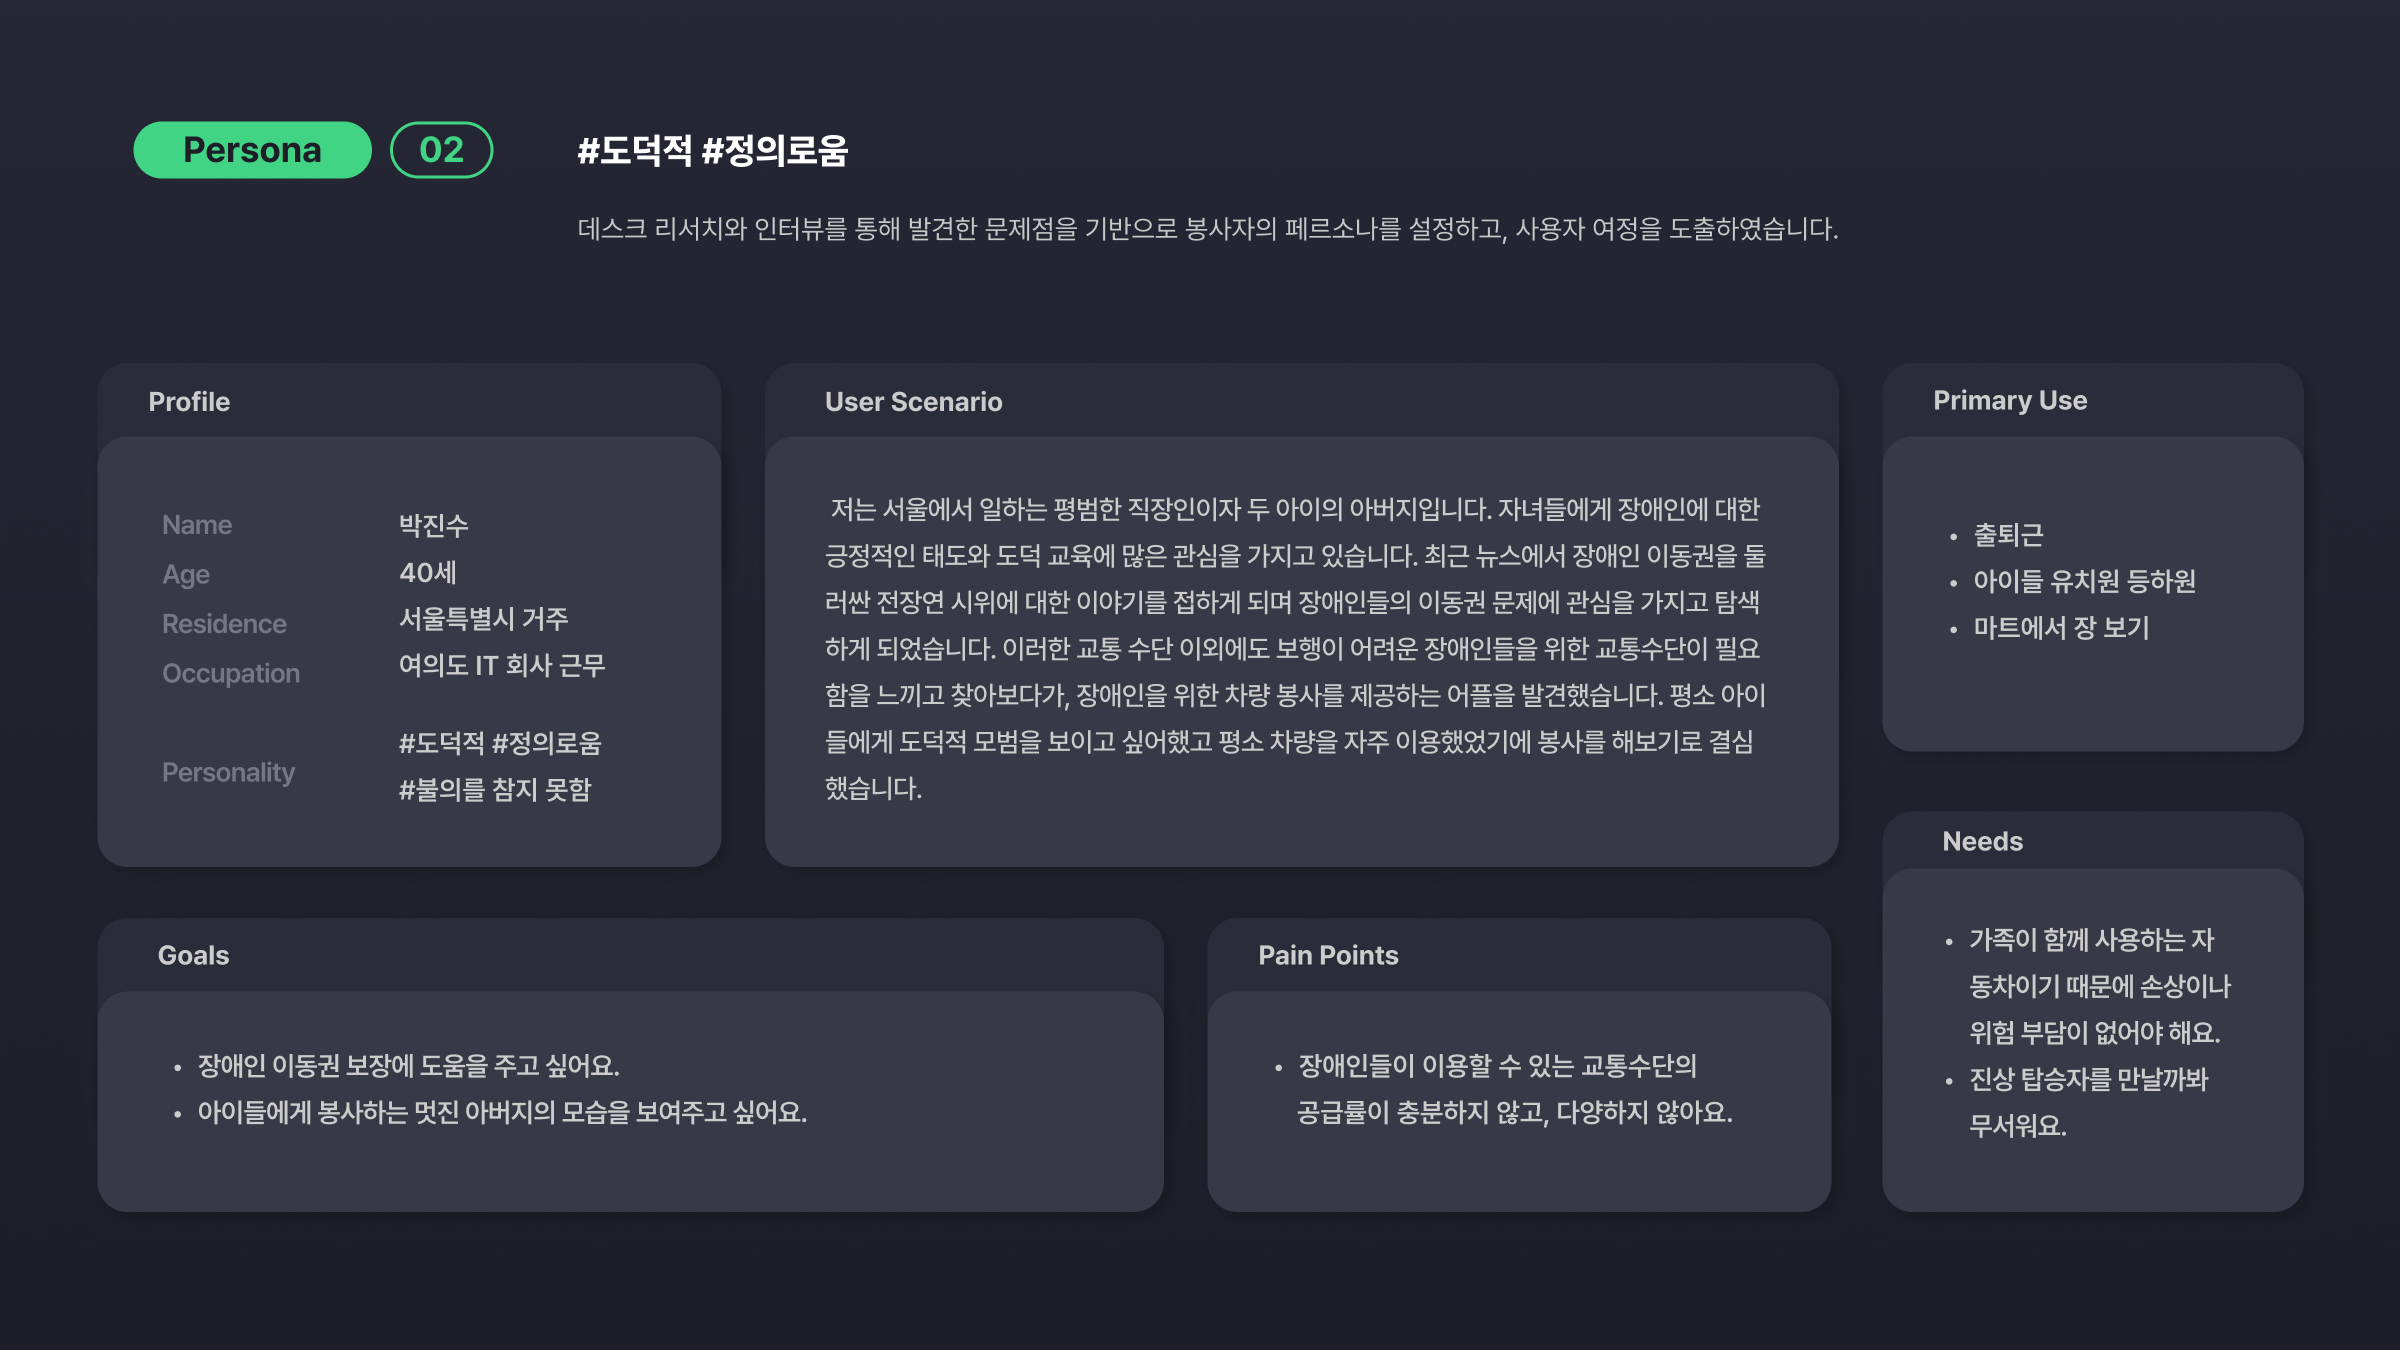 Persona 02
#도덕적 #정의로움
데스크 리서치와 인터뷰를 통해 발견한 문제점을 기반으로 봉사자의 페르소나를 설정하고, 사용자 여정을 도출하였습니다.
Profile
Name 박진수
Age 40세
Residence 서울특별시 거주
Occupation 여의도 IT 회사 근무
Personality
#도덕적 #정의로움
#불의를 참지 못함
User Scenario
저는 서울에서 일하는 평범한 직장인이자 두 아이의 아버지입니다. 자녀들에게 장애인에 대한
긍정적인 태도와 도덕 교육에 많은 관심을 가지고 있습니다. 최근 뉴스에서 장애인 이동권을 둘
러싼 전장연 시위에 대한 이야기를 접하게 되며 장애인들의 이동권 문제에 관심을 가지고 탐색
하게 되었습니다. 이러한 교통 수단 이외에도 보행이 어려운 장애인들을 위한 교통수단이 필요
함을 느끼고 찾아보다가, 장애인을 위한 차량 봉사를 제공하는 어플을 발견했습니다. 평소 아이
들에게 도덕적 모범을 보이고 싶어했고 평소 차량을 자주 이용했었기에 봉사를 해보기로 결심
했습니다.
Primary Use
• 출퇴근
• 아이들 유치원 등하원
• 마트에서 장 보기
Goals
• 장애인 이동권 보장에 도움을 주고 싶어요.
• 아이들에게 봉사하는 멋진 아버지의 모습을 보여주고 싶어요.
Pain Points
• 장애인들이 이용할 수 있는 교통수단의
공급률이 충분하지 않고, 다양하지 않아요.
Needs
• 가족이 함께 사용하는 자
동차이기 때문에 손상이나
위험 부담이 없어야 해요.
• 진상 탑승자를 만날까봐
무서워요.